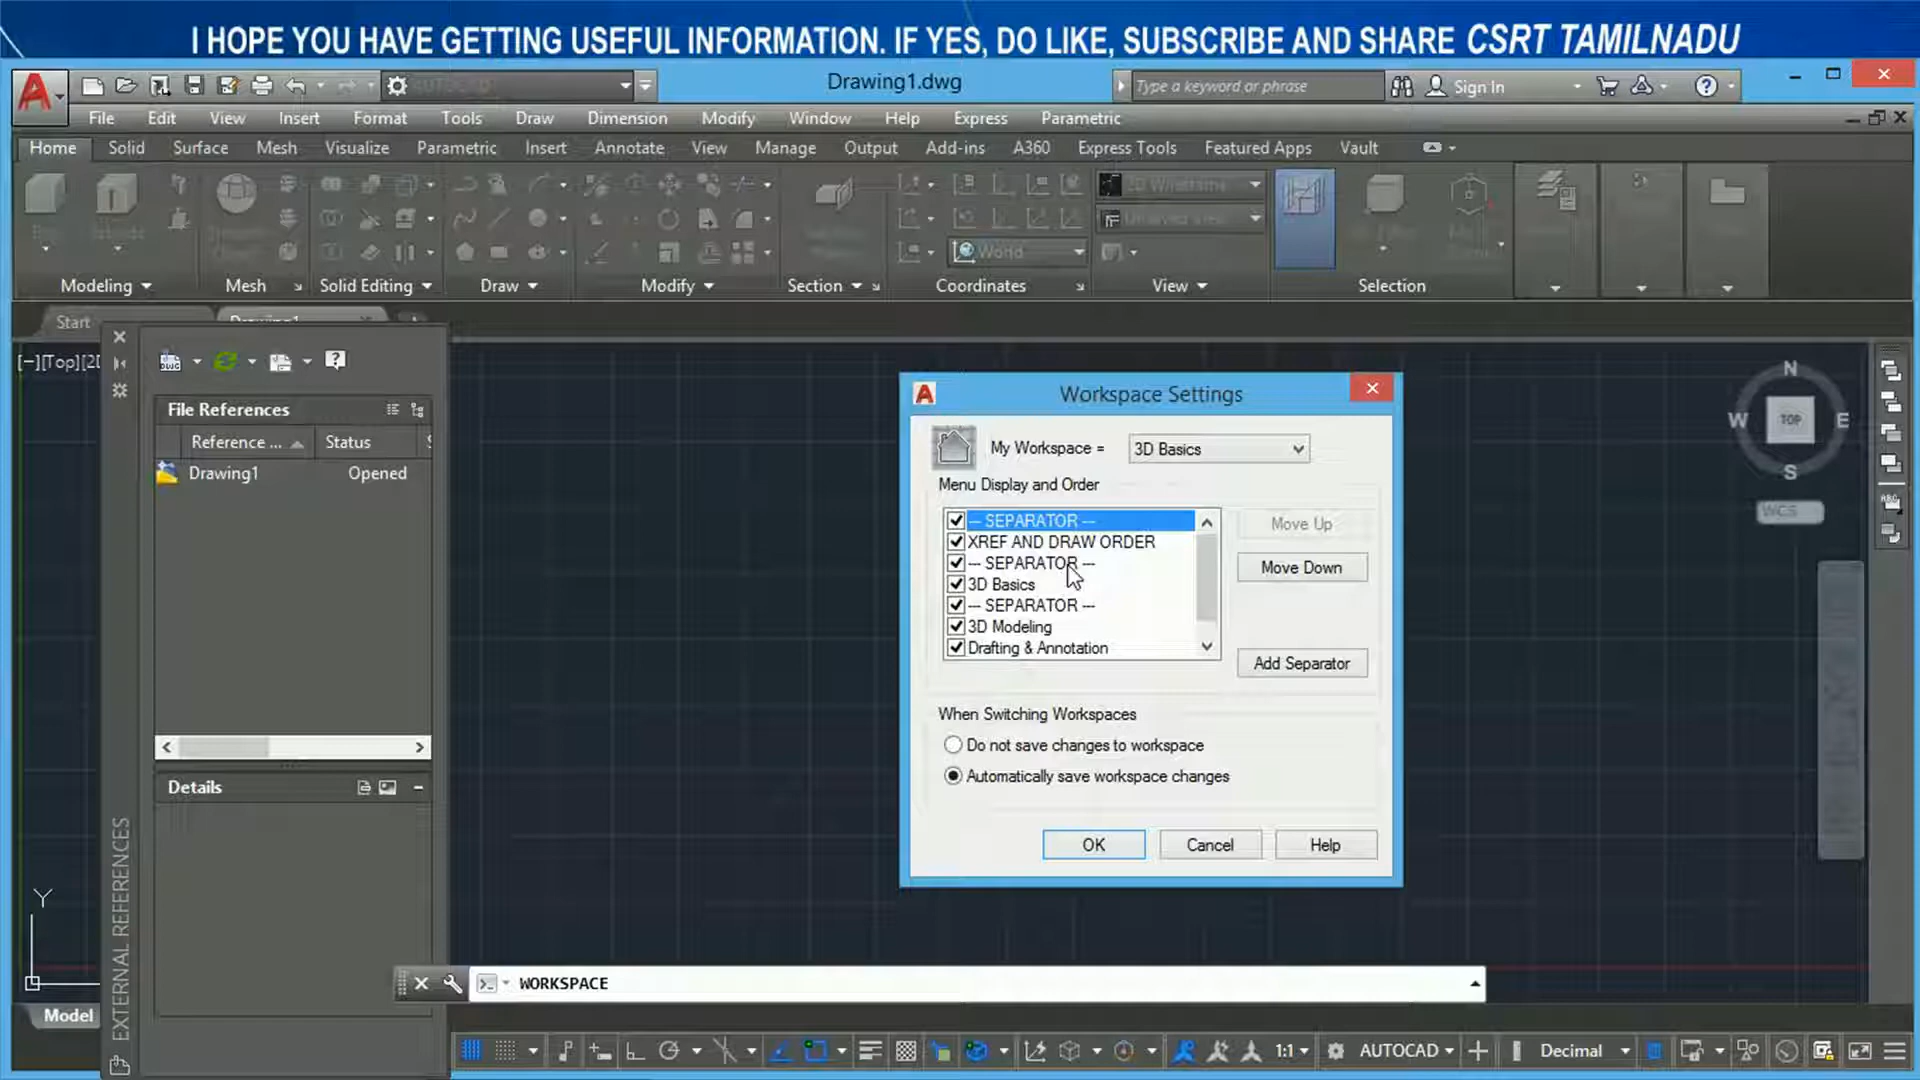 I HOPE YOU HAVE GETTING USEFUL INFORMATION. IF YES, DO LIKE, SUBSCRIBE AND SHARE CSRT TAMILNADU
Drawing1.dwg
Type a keyword or phrase
Sign In
File Edit View Insert Format Tools Draw Dimension Modify Window Help Express Parametric
Home Solid Surface Mesh Visualize Parametric Insert Annotate View Manage Output Add-ins A360 Express Tools Featured Apps Vault
2D Wireframe
Unsaved View
World
Modeling Mesh Solid Editing Draw Modify Section Coordinates View Selection
Start Drawing1
[−][Top][2D
File References
Reference ... Status
Drawing1 Opened
Details
EXTERNAL REFERENCES
Workspace Settings
My Workspace = 3D Basics
Menu Display and Order
--- SEPARATOR ---
XREF AND DRAW ORDER
--- SEPARATOR ---
3D Basics
--- SEPARATOR ---
3D Modeling
Drafting & Annotation
Move Up
Move Down
Add Separator
When Switching Workspaces
Do not save changes to workspace
Automatically save workspace changes
OK Cancel Help
N
W TOP E
S
WCS
Y
WORKSPACE
Model
1:1 AUTOCAD Decimal